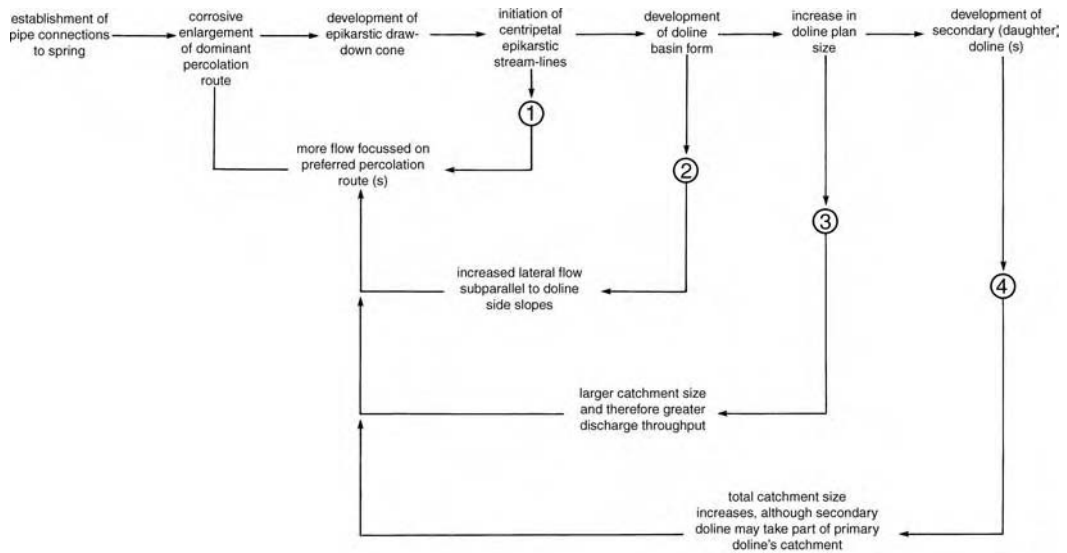 establishment of
pipe connections
to spring
corrosive
enlargement
of dominant
percolation
route
development of
epikarstic draw-
down cone
initiation of
centripetal
epikarstic
stream-lines
development
of doline
basin form
increase in
doline plan
size
development of
secondary (daughter)
doline (s)
1
more flow focussed on
preferred percolation
route (s)
2
3
increased lateral flow
subparallel to doline
side slopes
4
larger catchment size
and therefore greater
discharge throughput
total catchment size
increases, although secondary
doline may take part of primary
doline's catchment